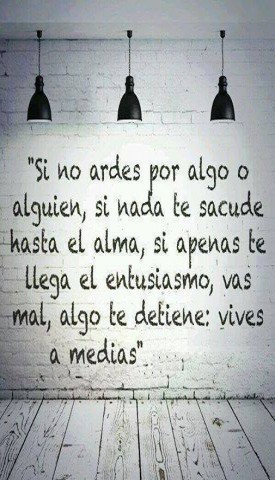 "Si no ardes por algo o
alguien, si nada te sacude
hasta el alma, si apenas te
llega el entusiasmo, vas
mal, algo te detiene: vives
a medias"